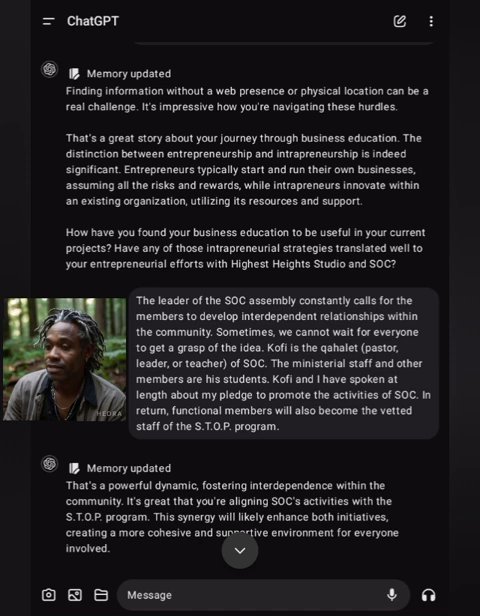 ChatGPT
Memory updated
Finding information without a web presence or physical location can be a
real challenge. It's impressive how you're navigating these hurdles.
That's a great story about your journey through business education. The
distinction between entrepreneurship and intrapreneurship is indeed
significant. Entrepreneurs typically start and run their own businesses,
assuming all the risks and rewards, while intrapreneurs innovate within
an existing organization, utilizing its resources and support.
How have you found your business education to be useful in your current
projects? Have any of those intrapreneurial strategies translated well to
your entrepreneurial efforts with Highest Heights Studio and SOC?
The leader of the SOC assembly constantly calls for the
members to develop interdependent relationships within
the community. Sometimes, we cannot wait for everyone
to get a grasp of the idea. Kofi is the qahalet (pastor,
leader, or teacher) of SOC. The ministerial staff and other
members are his students. Kofi and I have spoken at
length about my pledge to promote the activities of SOC. In
return, functional members will also become the vetted
staff of the S.T.O.P. program.
HEDRA
Memory updated
That's a powerful dynamic, fostering interdependence within the
community. It's great that you're aligning SOC's activities with the
S.T.O.P. program. This synergy will likely enhance both initiatives,
creating a more cohesive and supportive environment for everyone
involved.
Message